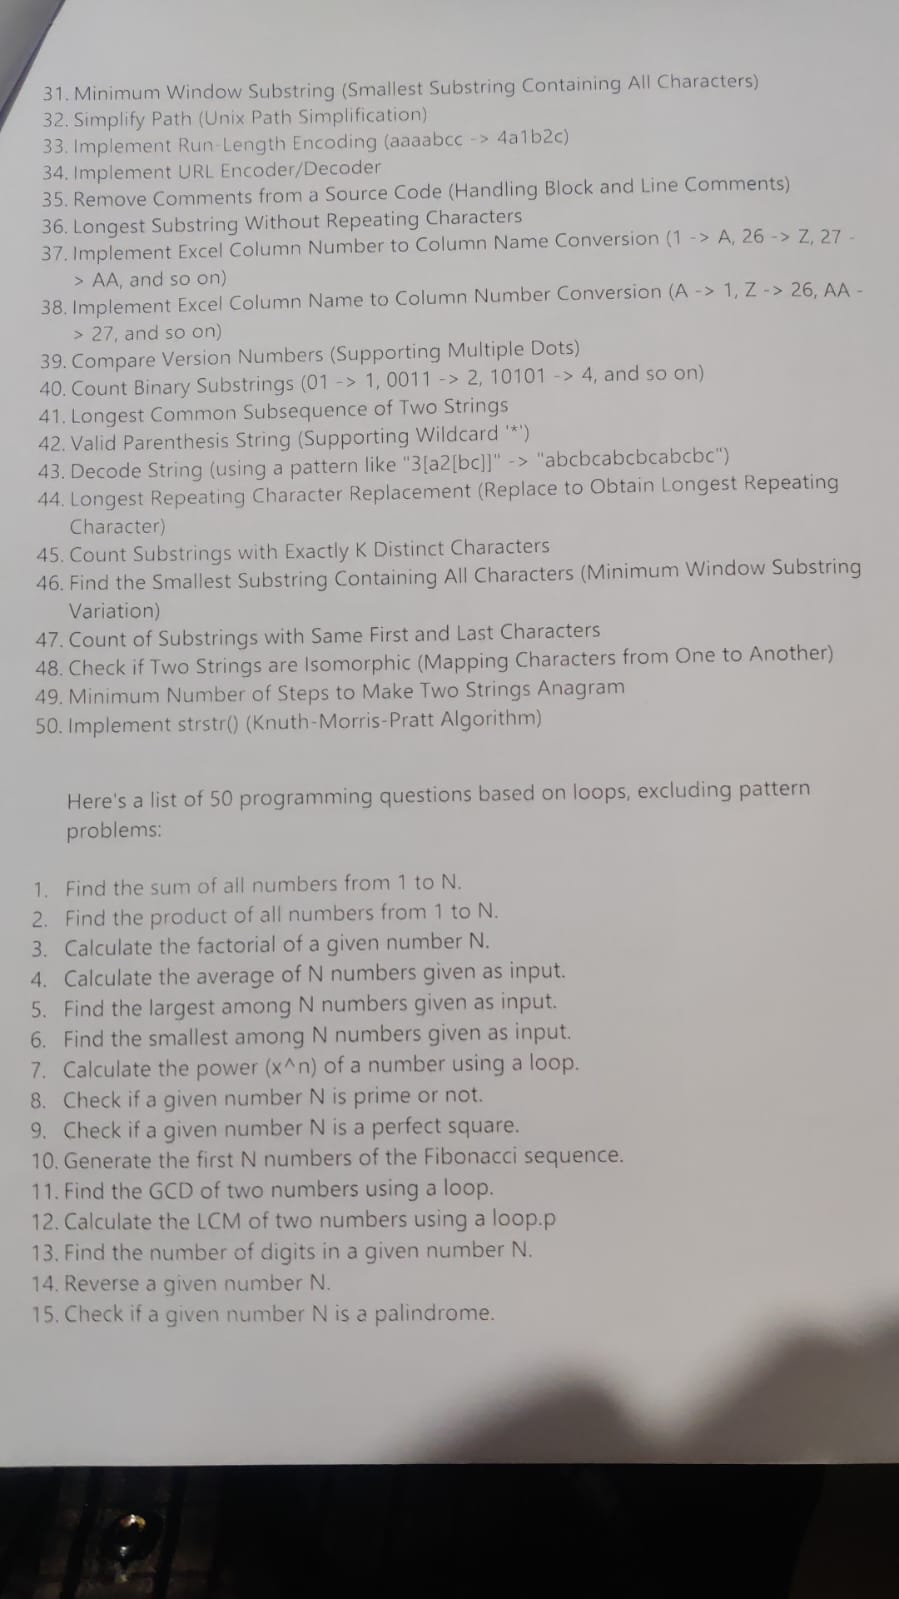 31. Minimum Window Substring (Smallest Substring Containing All Characters)
32. Simplify Path (Unix Path Simplification)
33. Implement Run-Length Encoding (aaaabcc -> 4a1b2c)
34. Implement URL Encoder/Decoder
35. Remove Comments from a Source Code (Handling Block and Line Comments)
36. Longest Substring Without Repeating Characters
37. Implement Excel Column Number to Column Name Conversion (1 -> A, 26 -> Z, 27 -
> AA, and so on)
38. Implement Excel Column Name to Column Number Conversion (A -> 1, Z -> 26, AA -
> 27, and so on)
39. Compare Version Numbers (Supporting Multiple Dots)
40. Count Binary Substrings (01 -> 1, 0011 -> 2, 10101 -> 4, and so on)
41. Longest Common Subsequence of Two Strings
42. Valid Parenthesis String (Supporting Wildcard '*')
43. Decode String (using a pattern like "3[a2[bc]]" -> "abcbcabcbcabcbc")
44. Longest Repeating Character Replacement (Replace to Obtain Longest Repeating
Character)
45. Count Substrings with Exactly K Distinct Characters
46. Find the Smallest Substring Containing All Characters (Minimum Window Substring
Variation)
47. Count of Substrings with Same First and Last Characters
48. Check if Two Strings are Isomorphic (Mapping Characters from One to Another)
49. Minimum Number of Steps to Make Two Strings Anagram
50. Implement strstr() (Knuth-Morris-Pratt Algorithm)
Here's a list of 50 programming questions based on loops, excluding pattern
problems:
1. Find the sum of all numbers from 1 to N.
2. Find the product of all numbers from 1 to N.
3. Calculate the factorial of a given number N.
4. Calculate the average of N numbers given as input.
5. Find the largest among N numbers given as input.
6. Find the smallest among N numbers given as input.
7. Calculate the power (x^n) of a number using a loop.
8. Check if a given number N is prime or not.
9. Check if a given number N is a perfect square.
10. Generate the first N numbers of the Fibonacci sequence.
11. Find the GCD of two numbers using a loop.
12. Calculate the LCM of two numbers using a loop.p
13. Find the number of digits in a given number N.
14. Reverse a given number N.
15. Check if a given number N is a palindrome.